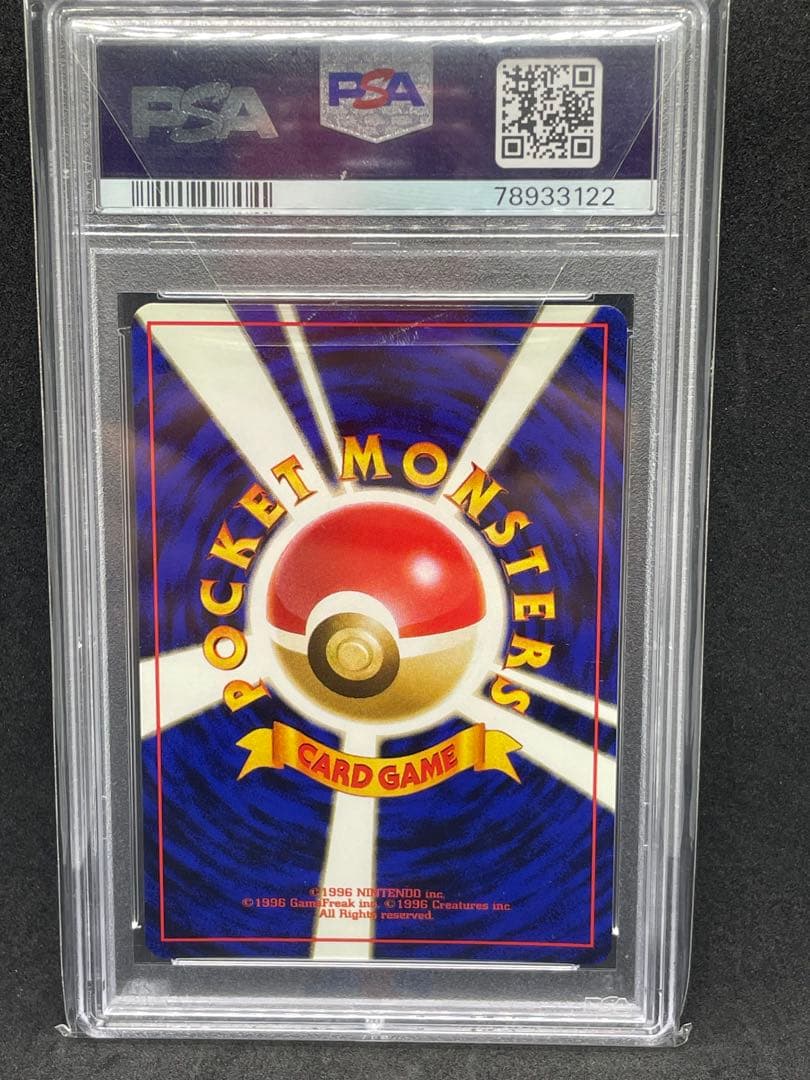 PSA
PSA
78933122
POCKET MONSTERS
CARD GAME
©1996 NINTENDO inc.
©1996 GameFreak inc. ©1996 Creatures inc.
All Rights reserved.
PSA